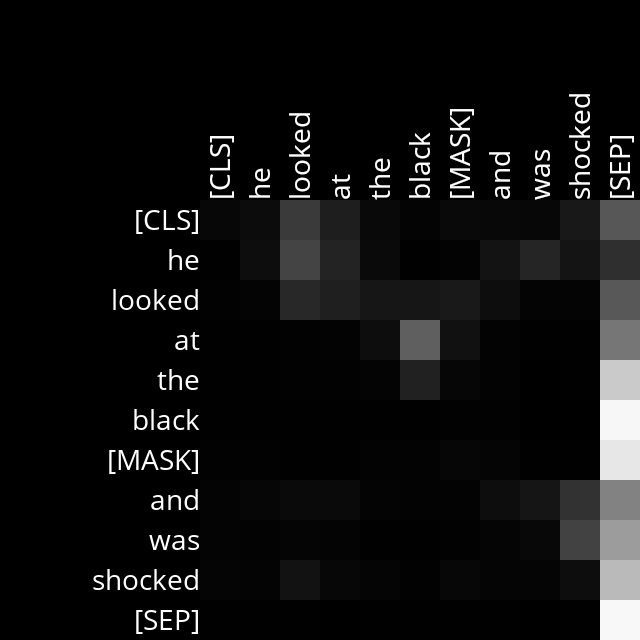 [CLS] he looked at the black [MASK] and was shocked [SEP]
[CLS]
he
looked
at
the
black
[MASK]
and
was
shocked
[SEP]